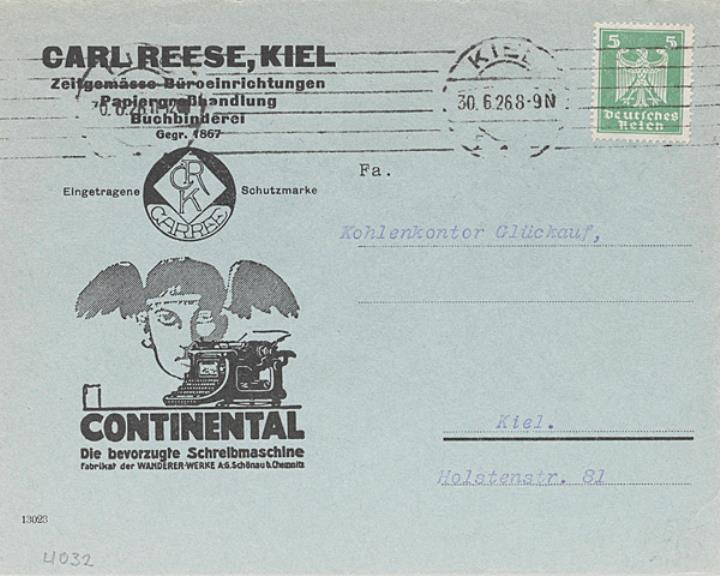 CARL REESE, KIEL
Zeitgemässe Büroeinrichtungen
Papiergroßhandlung
Buchbinderei
Gegr. 1867
KIEL
30. 6.26 8-9 N
5 5
Deutsches
Reich
Eingetragene CRK Schutzmarke
CARREE
Fa.
Kohlenkontor Glückauf,
CONTINENTAL
Die bevorzugte Schreibmaschine
Fabrikat der WANDERER-WERKE A:G. Schönau b. Chemnitz
Kiel.
Holstenstr. 81
13023
4032